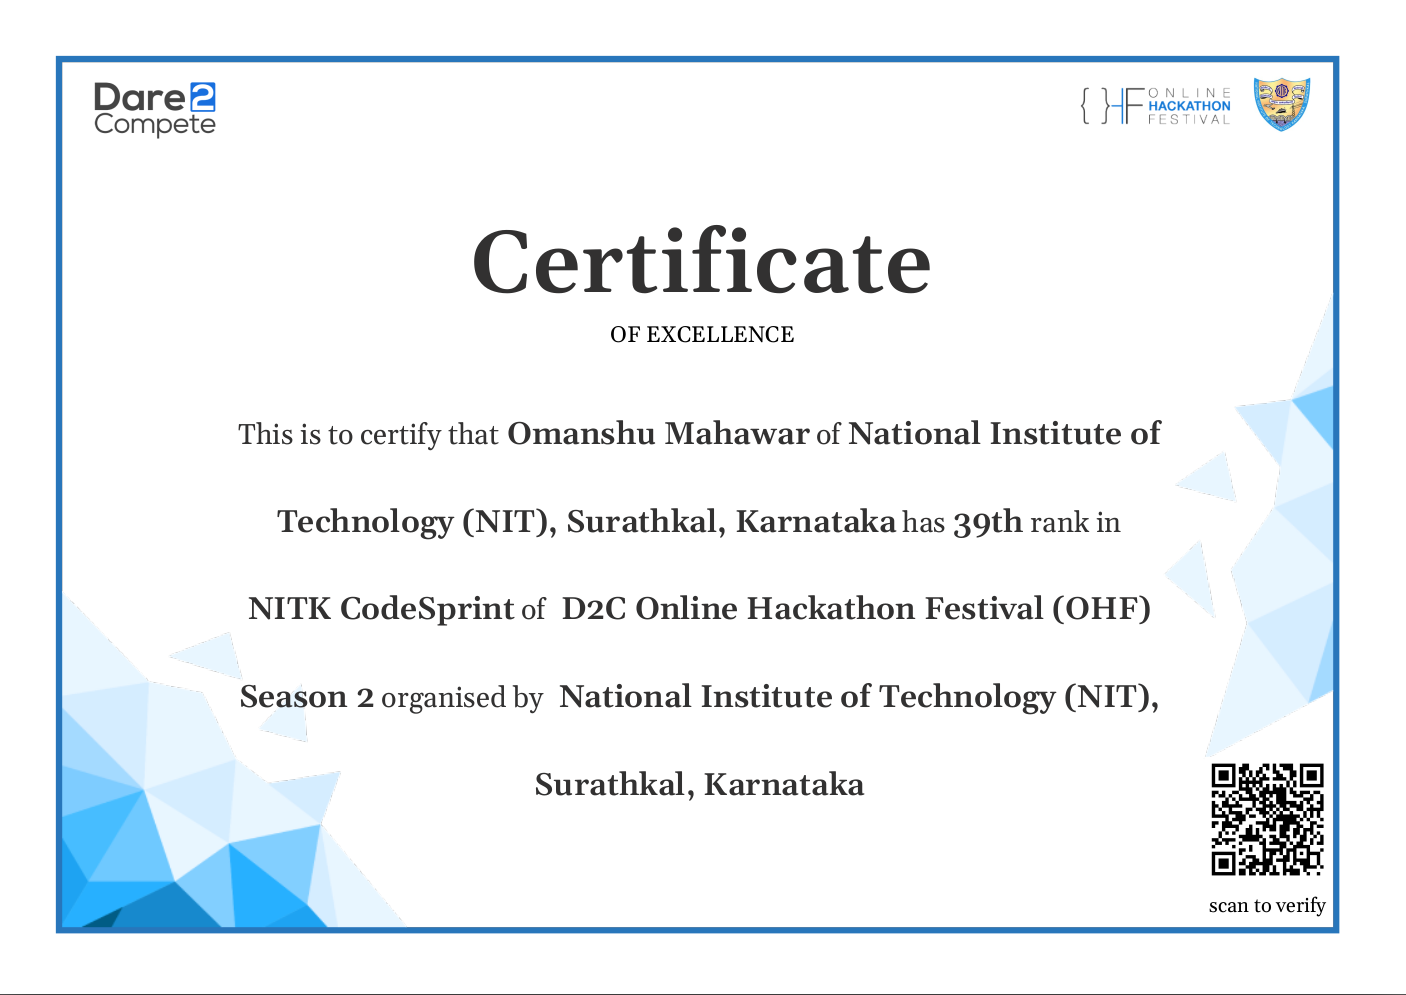 Dare2
Compete
{ }HF ONLINE
HACKATHON
FESTIVAL
Certificate
OF EXCELLENCE
This is to certify that Omanshu Mahawar of National Institute of
Technology (NIT), Surathkal, Karnataka has 39th rank in
NITK CodeSprint of D2C Online Hackathon Festival (OHF)
Season 2 organised by National Institute of Technology (NIT),
Surathkal, Karnataka
scan to verify